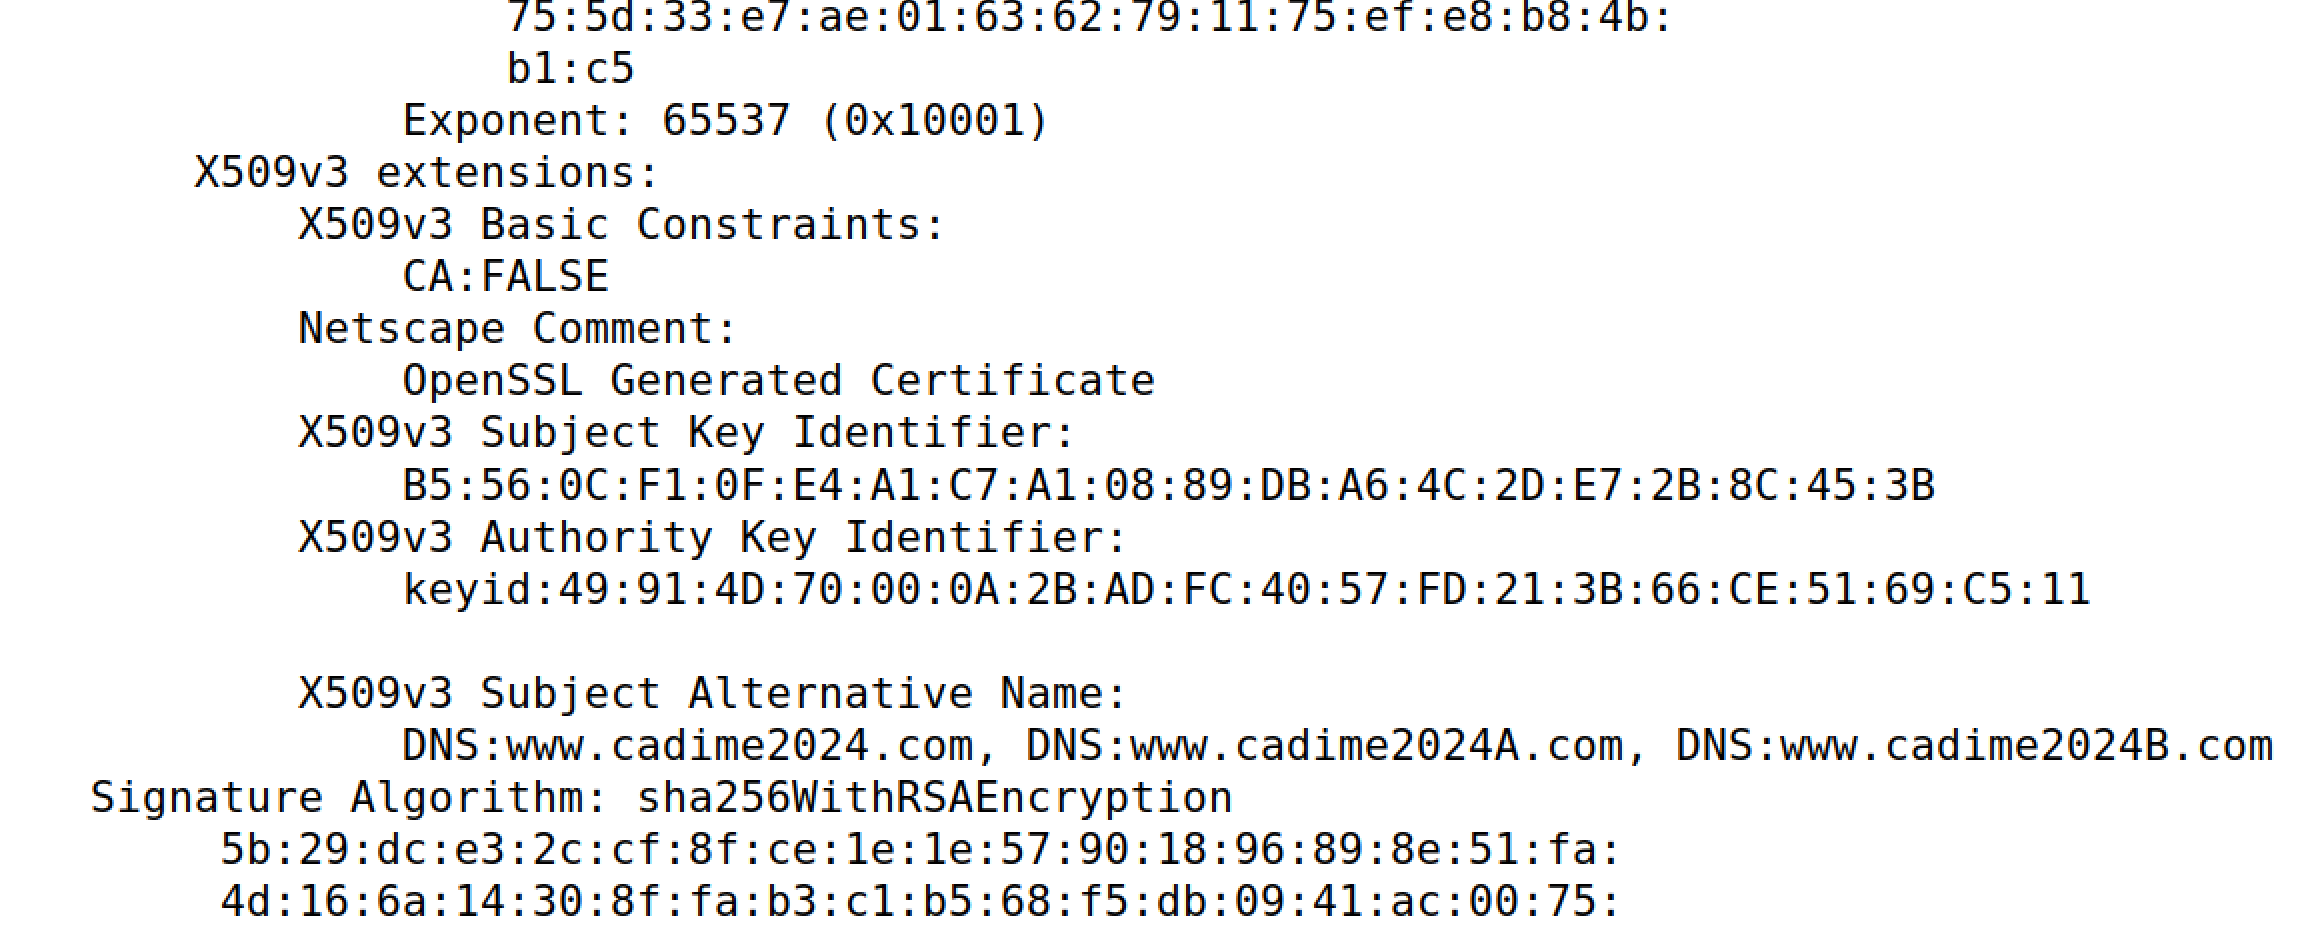 75:5d:33:e7:ae:01:63:62:79:11:75:ef:e8:b8:4b:
b1:c5
Exponent: 65537 (0x10001)
X509v3 extensions:
X509v3 Basic Constraints:
CA:FALSE
Netscape Comment:
OpenSSL Generated Certificate
X509v3 Subject Key Identifier:
B5:56:0C:F1:0F:E4:A1:C7:A1:08:89:DB:A6:4C:2D:E7:2B:8C:45:3B
X509v3 Authority Key Identifier:
keyid:49:91:4D:70:00:0A:2B:AD:FC:40:57:FD:21:3B:66:CE:51:69:C5:11
X509v3 Subject Alternative Name:
DNS:www.cadime2024.com, DNS:www.cadime2024A.com, DNS:www.cadime2024B.com
Signature Algorithm: sha256WithRSAEncryption
5b:29:dc:e3:2c:cf:8f:ce:1e:1e:57:90:18:96:89:8e:51:fa:
4d:16:6a:14:30:8f:fa:b3:c1:b5:68:f5:db:09:41:ac:00:75: